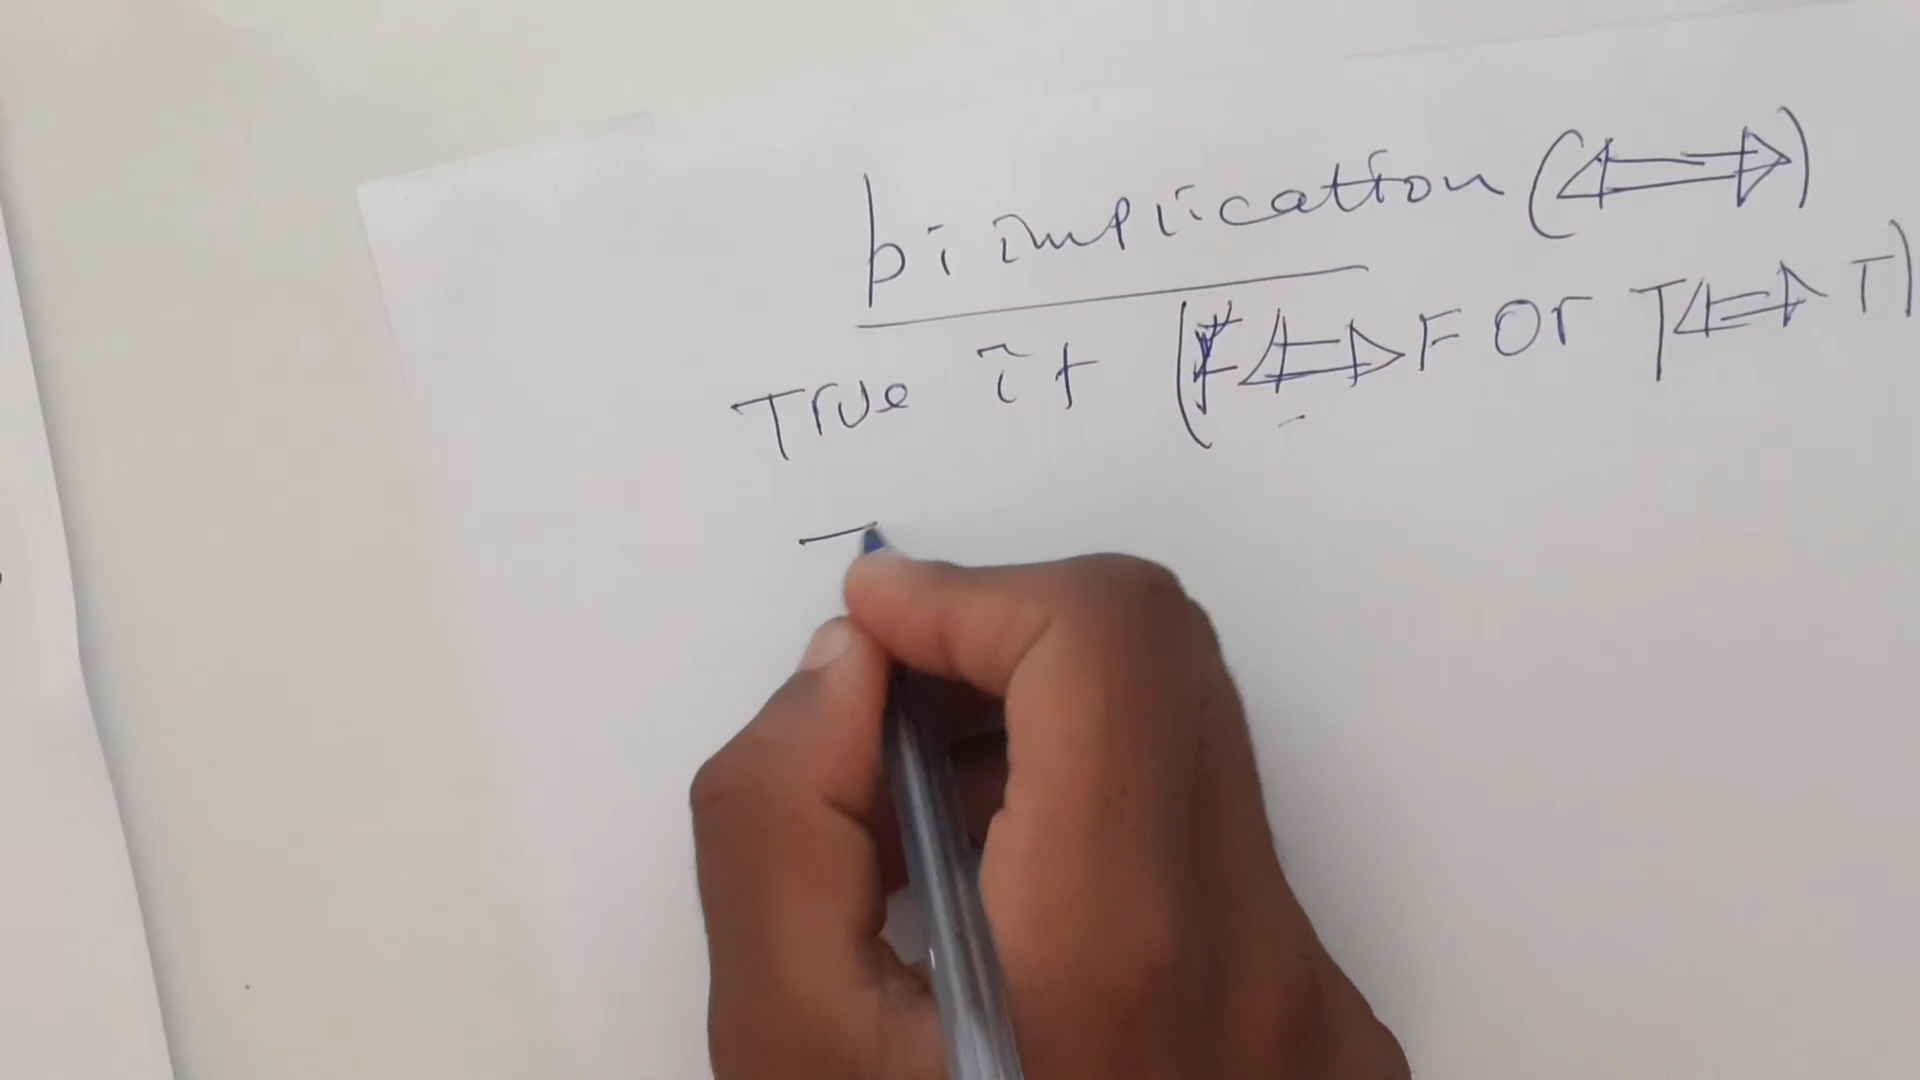 bi implication (⟺)
True if (F⟺F Or T⟺T)